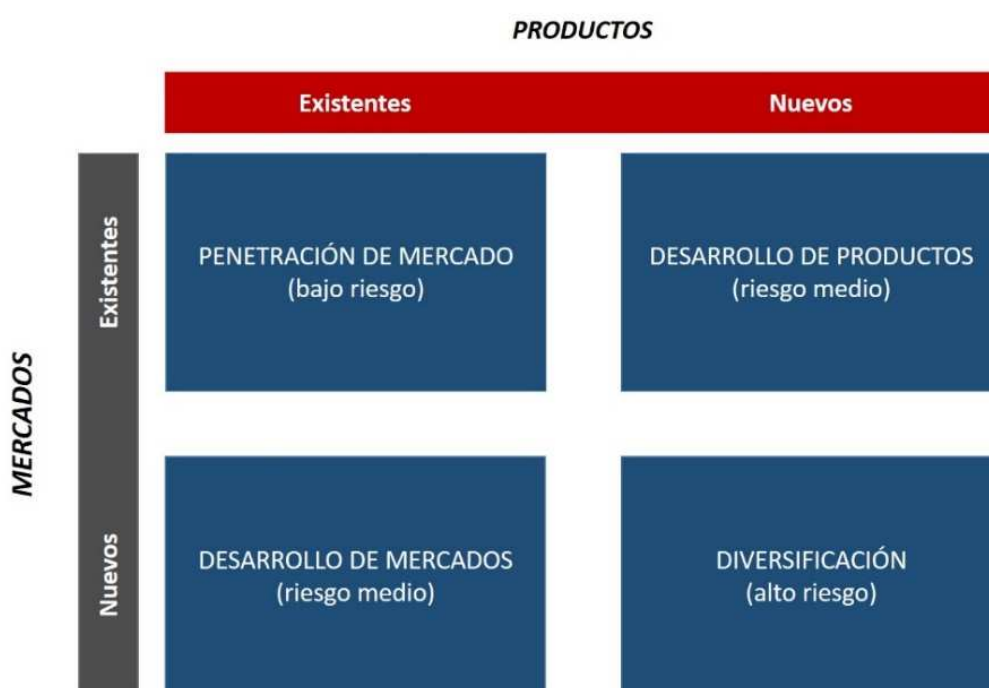 PRODUCTOS
Existentes
Nuevos
MERCADOS
Existentes
PENETRACIÓN DE MERCADO
(bajo riesgo)
DESARROLLO DE PRODUCTOS
(riesgo medio)
Nuevos
DESARROLLO DE MERCADOS
(riesgo medio)
DIVERSIFICACIÓN
(alto riesgo)